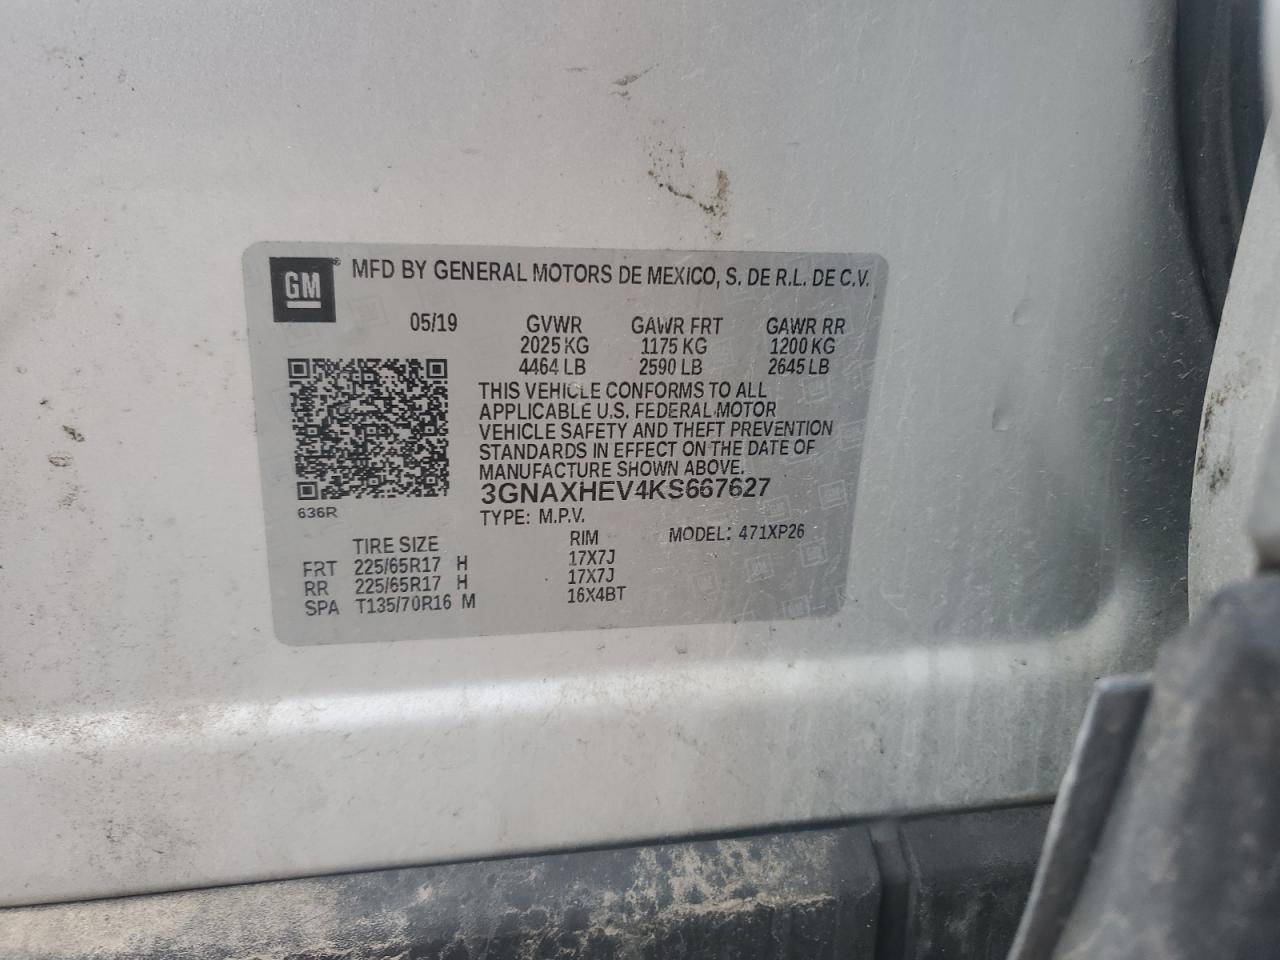 GM® MFD BY GENERAL MOTORS DE MEXICO, S. DE R.L. DE C.V.
05/19 GVWR GAWR FRT GAWR RR
2025 KG 1175 KG 1200 KG
4464 LB 2590 LB 2645 LB
THIS VEHICLE CONFORMS TO ALL
APPLICABLE U.S. FEDERAL MOTOR
VEHICLE SAFETY AND THEFT PREVENTION
STANDARDS IN EFFECT ON THE DATE OF
MANUFACTURE SHOWN ABOVE.
3GNAXHEV4KS667627
636R
TYPE: M.P.V.
TIRE SIZE RIM MODEL: 471XP26
FRT 225/65R17 H 17X7J
RR 225/65R17 H 17X7J
SPA T135/70R16 M 16X4BT